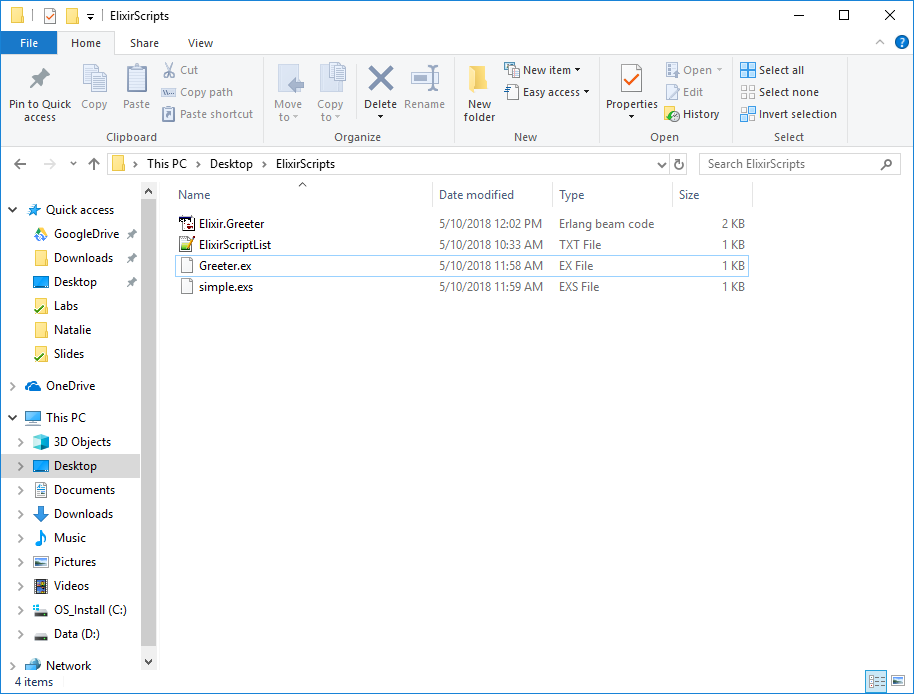 ElixirScripts
File Home Share View
Pin to Quick access
Copy
Paste
Cut
Copy path
Paste shortcut
Clipboard
Move to
Copy to
Delete
Rename
Organize
New folder
New item
Easy access
New
Properties
Open
Edit
History
Open
Select all
Select none
Invert selection
Select
This PC > Desktop > ElixirScripts
Search ElixirScripts
Quick access
GoogleDrive
Downloads
Desktop
Labs
Natalie
Slides
OneDrive
This PC
3D Objects
Desktop
Documents
Downloads
Music
Pictures
Videos
OS_Install (C:)
Data (D:)
Network
Name Date modified Type Size
Elixir.Greeter 5/10/2018 12:02 PM Erlang beam code 2 KB
ElixirScriptList 5/10/2018 10:33 AM TXT File 1 KB
Greeter.ex 5/10/2018 11:58 AM EX File 1 KB
simple.exs 5/10/2018 11:59 AM EXS File 1 KB
4 items